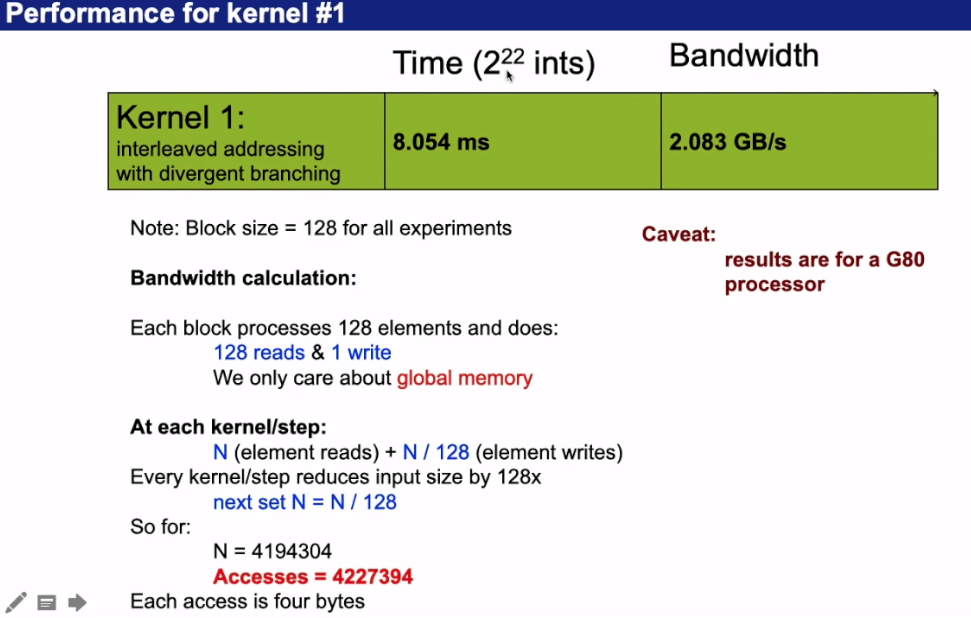 Performance for kernel #1
Time (2²² ints)
Bandwidth
Kernel 1:
interleaved addressing
with divergent branching
8.054 ms
2.083 GB/s
Note: Block size = 128 for all experiments
Caveat:
results are for a G80
processor
Bandwidth calculation:
Each block processes 128 elements and does:
128 reads & 1 write
We only care about global memory
At each kernel/step:
N (element reads) + N / 128 (element writes)
Every kernel/step reduces input size by 128x
next set N = N / 128
So for:
N = 4194304
Accesses = 4227394
Each access is four bytes